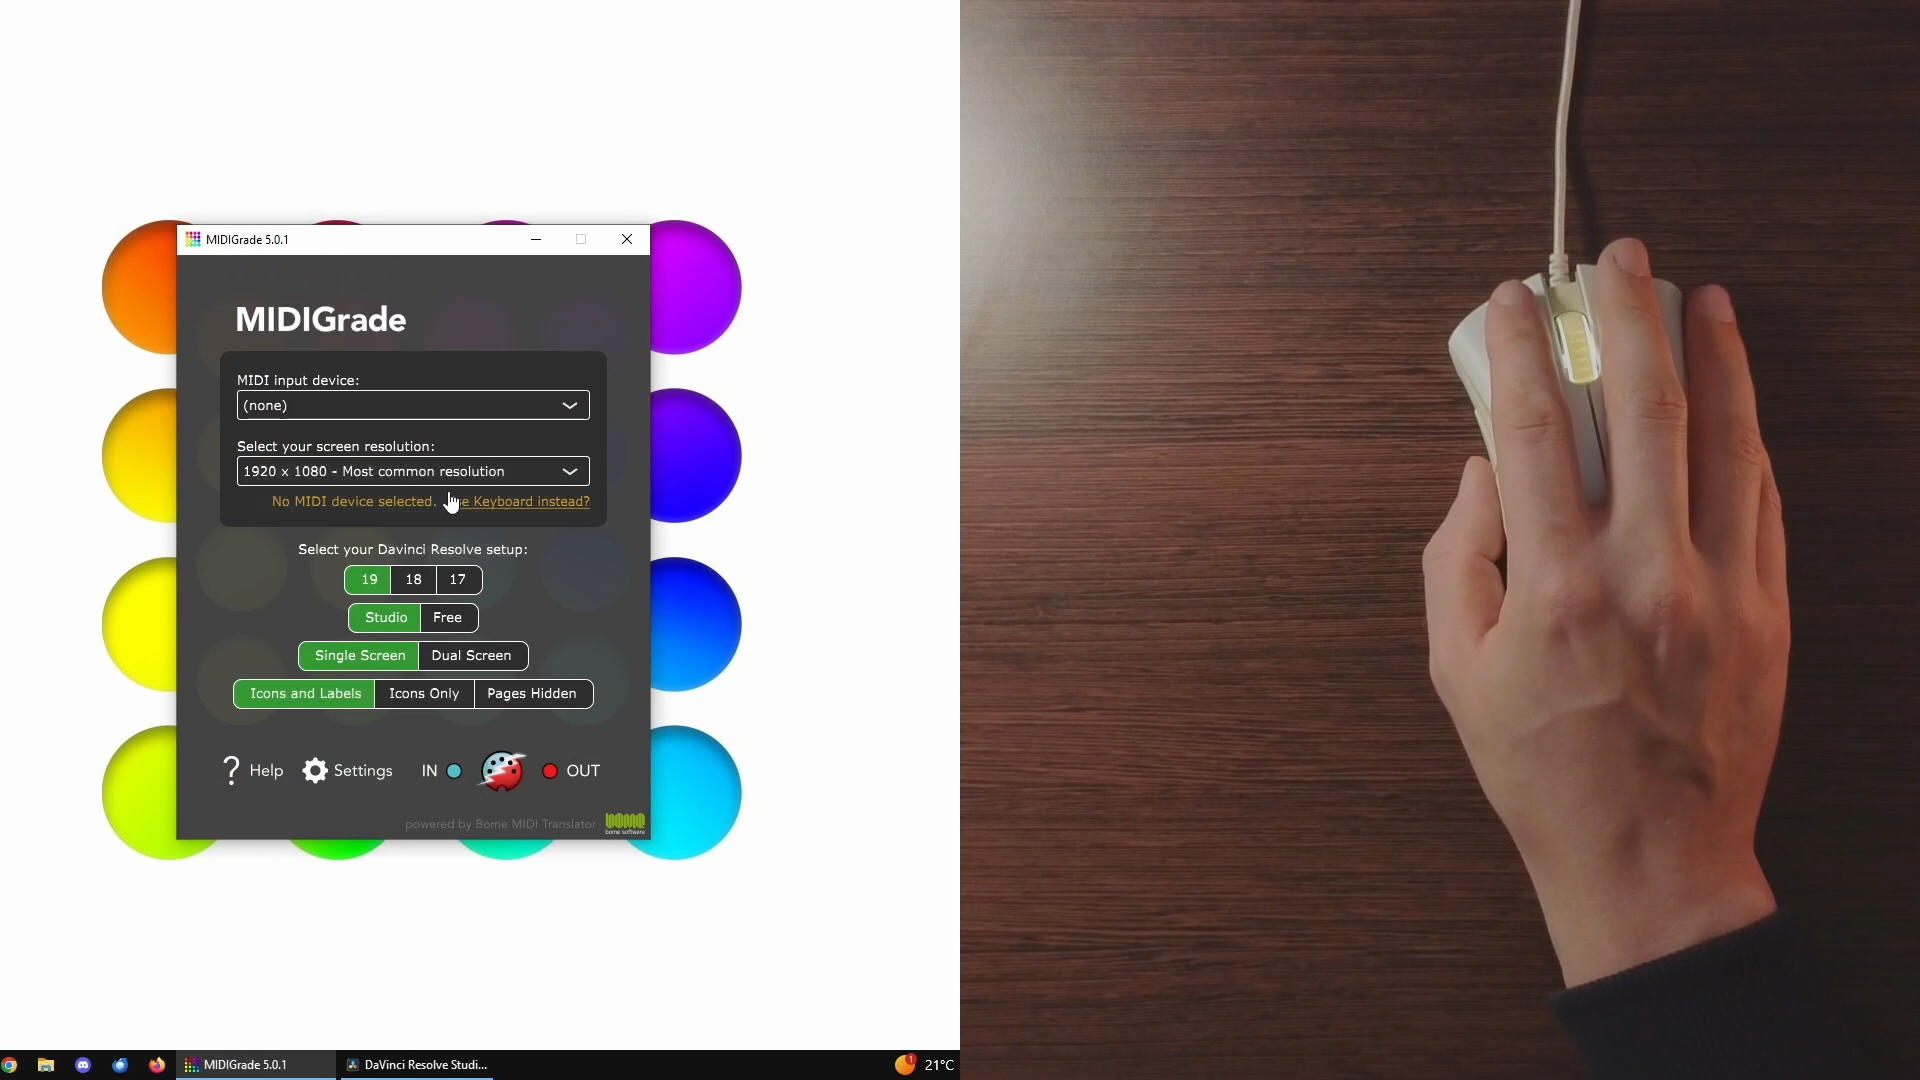 MIDIGrade 5.0.1
MIDIGrade
MIDI input device:
(none)
Select your screen resolution:
1920 x 1080 - Most common resolution
No MIDI device selected. Keyboard instead?
Select your Davinci Resolve setup:
19 18 17
Studio Free
Single Screen Dual Screen
Icons and Labels Icons Only Pages Hidden
Help Settings IN OUT
powered by Bome MIDI Translator
bome software
MIDIGrade 5.0.1 DaVinci Resolve Studi... 1 21°C